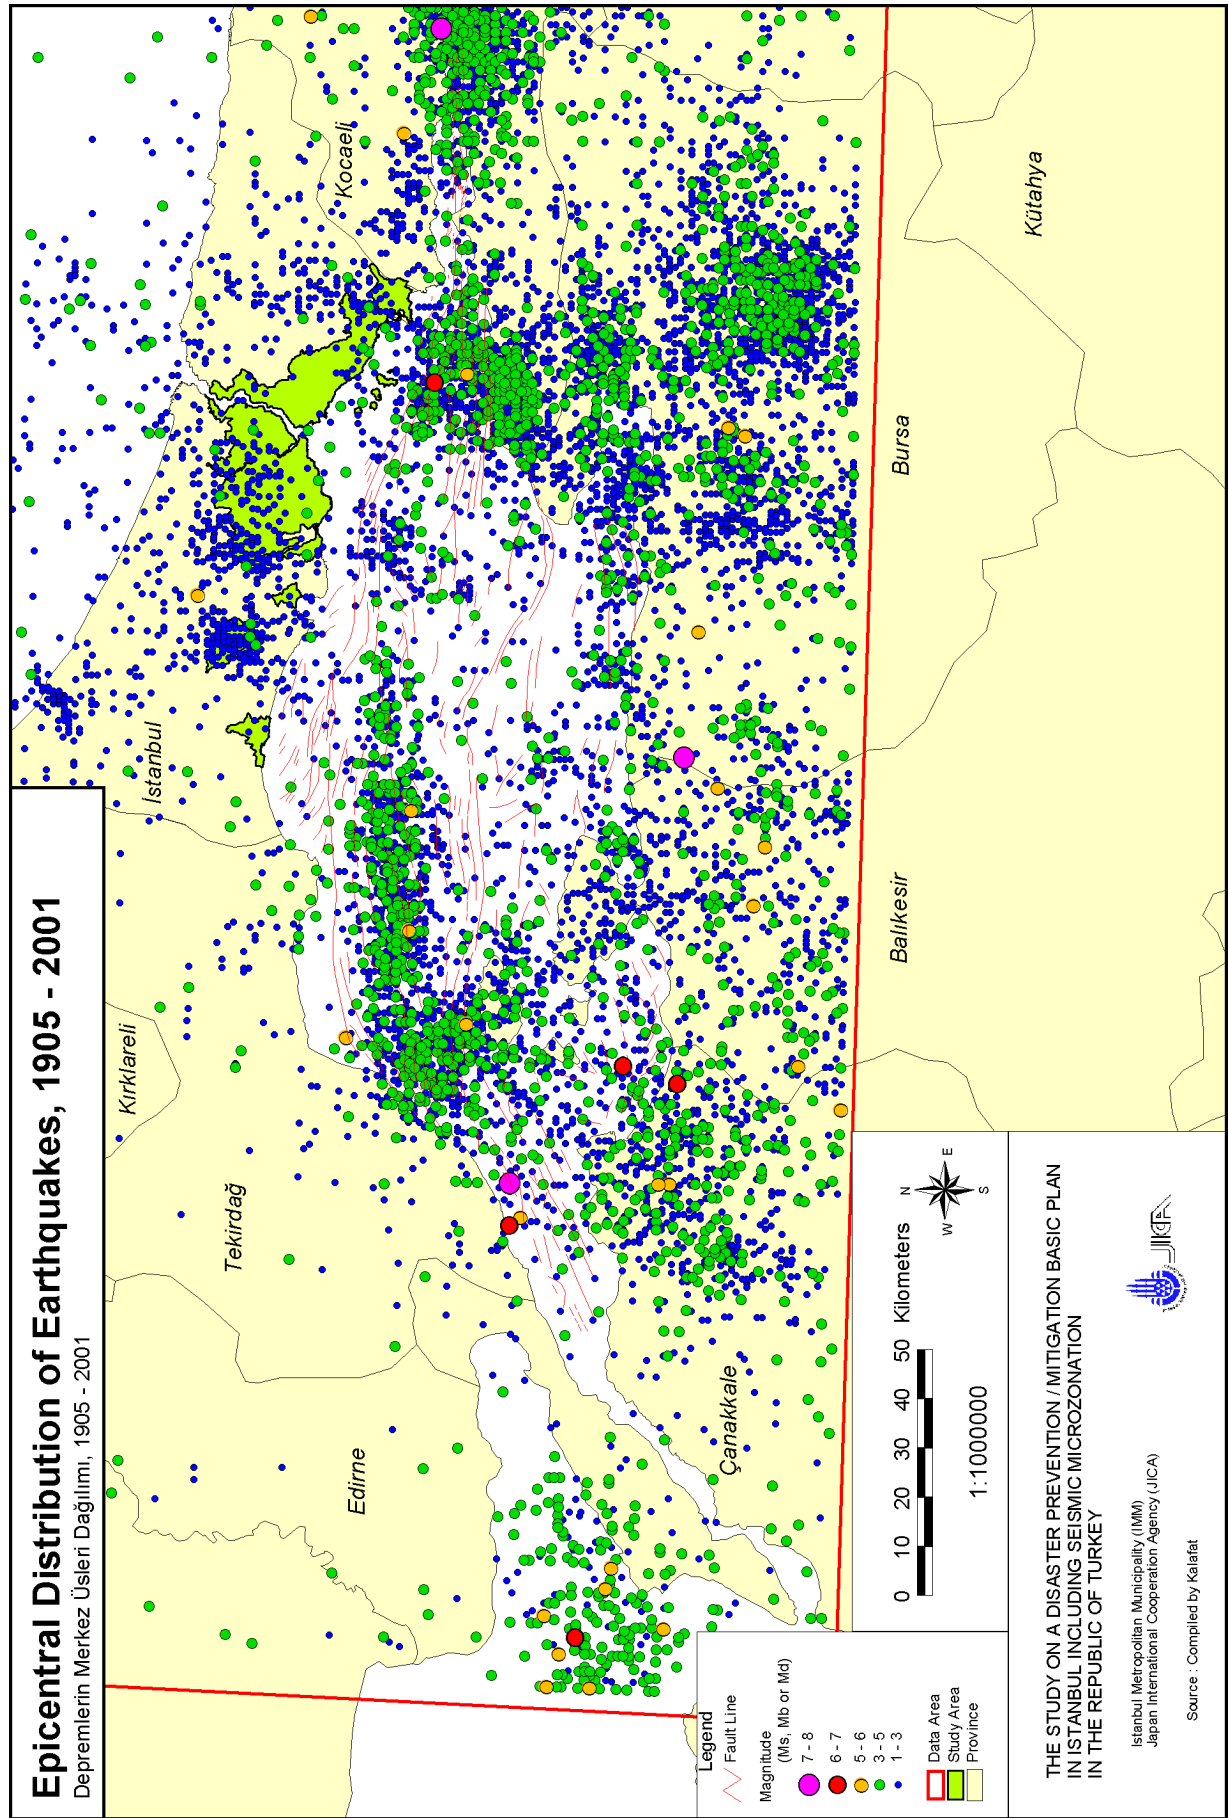 Epicentral Distribution of Earthquakes, 1905 - 2001
Depremlerin Merkez Üsleri Dağılımı, 1905 - 2001
Kırklareli
Tekirdağ
Edirne
İstanbul
Kocaeli
Çanakkale
Balıkesir
Bursa
Kütahya
Legend
Fault Line
Magnitude
(Ms, Mb or Md)
7 - 8
6 - 7
5 - 6
3 - 5
1 - 3
Data Area
Study Area
Province
0 10 20 30 40 50 Kilometers
1:1000000
N
W E
S
THE STUDY ON A DISASTER PREVENTION / MITIGATION BASIC PLAN
IN ISTANBUL INCLUDING SEISMIC MICROZONATION
IN THE REPUBLIC OF TURKEY
Istanbul Metropolitan Municipality (IMM)
Japan International Cooperation Agency (JICA)
Source : Compiled by Kalafat
JICA